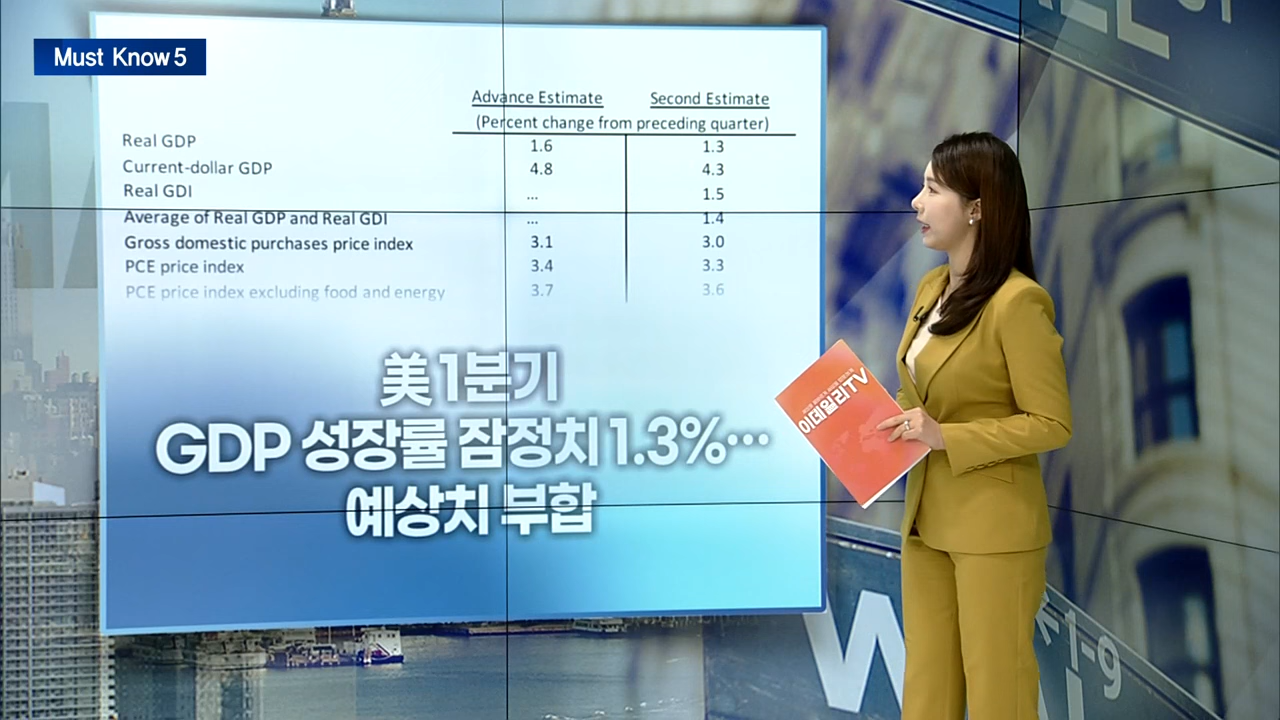 Must Know 5
Advance Estimate Second Estimate
(Percent change from preceding quarter)
Real GDP 1.6 1.3
Current-dollar GDP 4.8 4.3
Real GDI ... 1.5
Average of Real GDP and Real GDI ... 1.4
Gross domestic purchases price index 3.1 3.0
PCE price index 3.4 3.3
PCE price index excluding food and energy 3.7 3.6
美 1분기
GDP 성장률 잠정치 1.3%…
예상치 부합
이데일리TV
W
←1-9